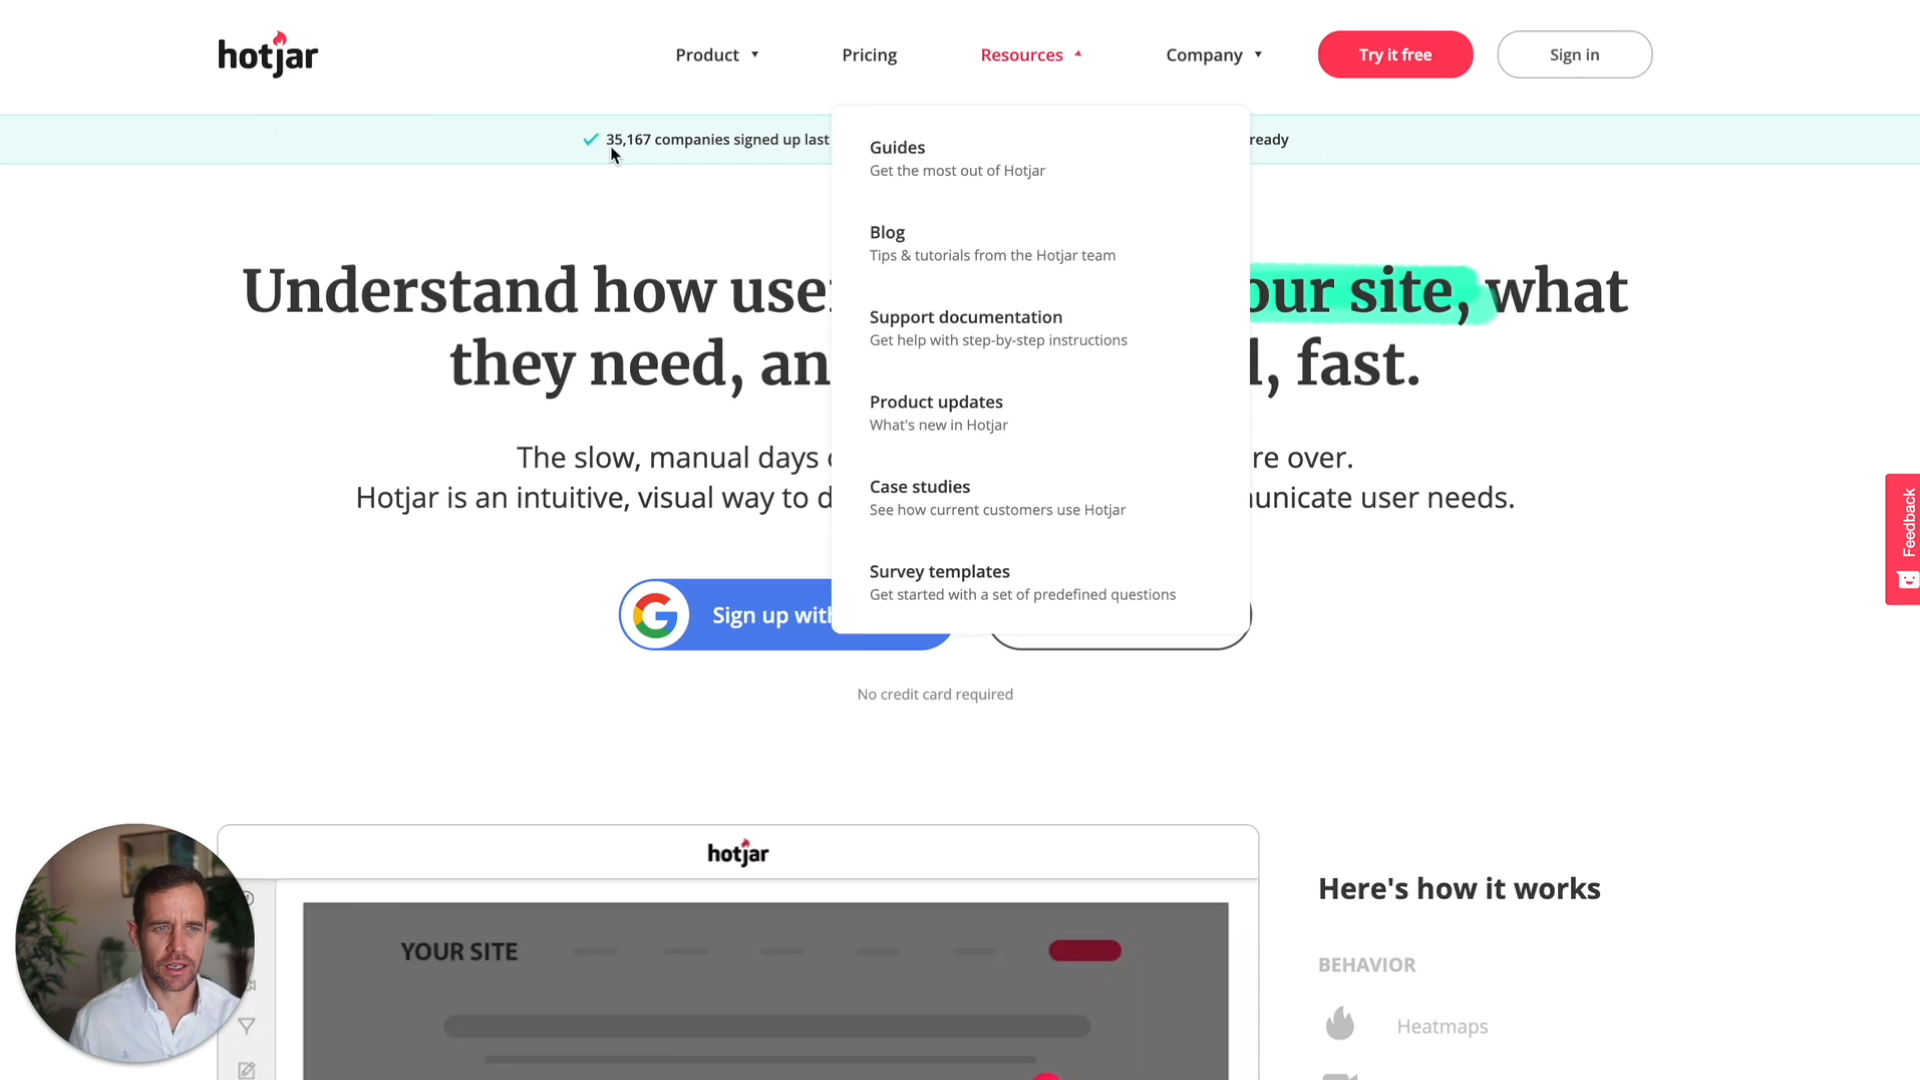 hotjar
Product
Pricing
Resources
Company
Try it free
Sign in
35,167 companies signed up last
ready
Guides
Get the most out of Hotjar
Blog
Tips & tutorials from the Hotjar team
Support documentation
Get help with step-by-step instructions
Product updates
What's new in Hotjar
Case studies
See how current customers use Hotjar
Survey templates
Get started with a set of predefined questions
Understand how use
our site, what
they need, an
l, fast.
The slow, manual days
re over.
Hotjar is an intuitive, visual way to d
unicate user needs.
Sign up with
No credit card required
Feedback
hotjar
YOUR SITE
Here's how it works
BEHAVIOR
Heatmaps